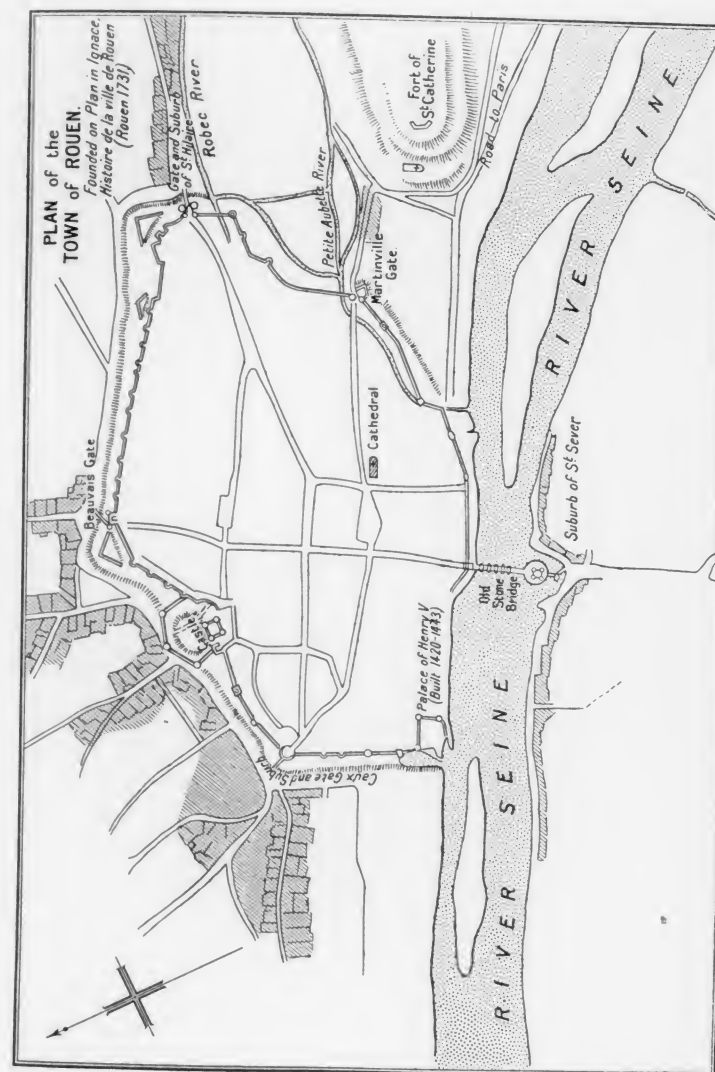 PLAN of the
TOWN of ROUEN.
Founded on Plan in Ignace.
Histoire de la ville de Rouen
(Rouen 1731)
Gate and Suburb
of St Hilaire
Robec River
Beauvais Gate
Petite Aubette River
Fort of
St Catherine
Road to Paris
Martinville
Gate.
Castle
Cathedral
Caux Gate and Suburb
Palace of Henry V
(Built 1420-1443)
Old
Stone
Bridge
Suburb of St Sever
RIVER SEINE
RIVER SEINE